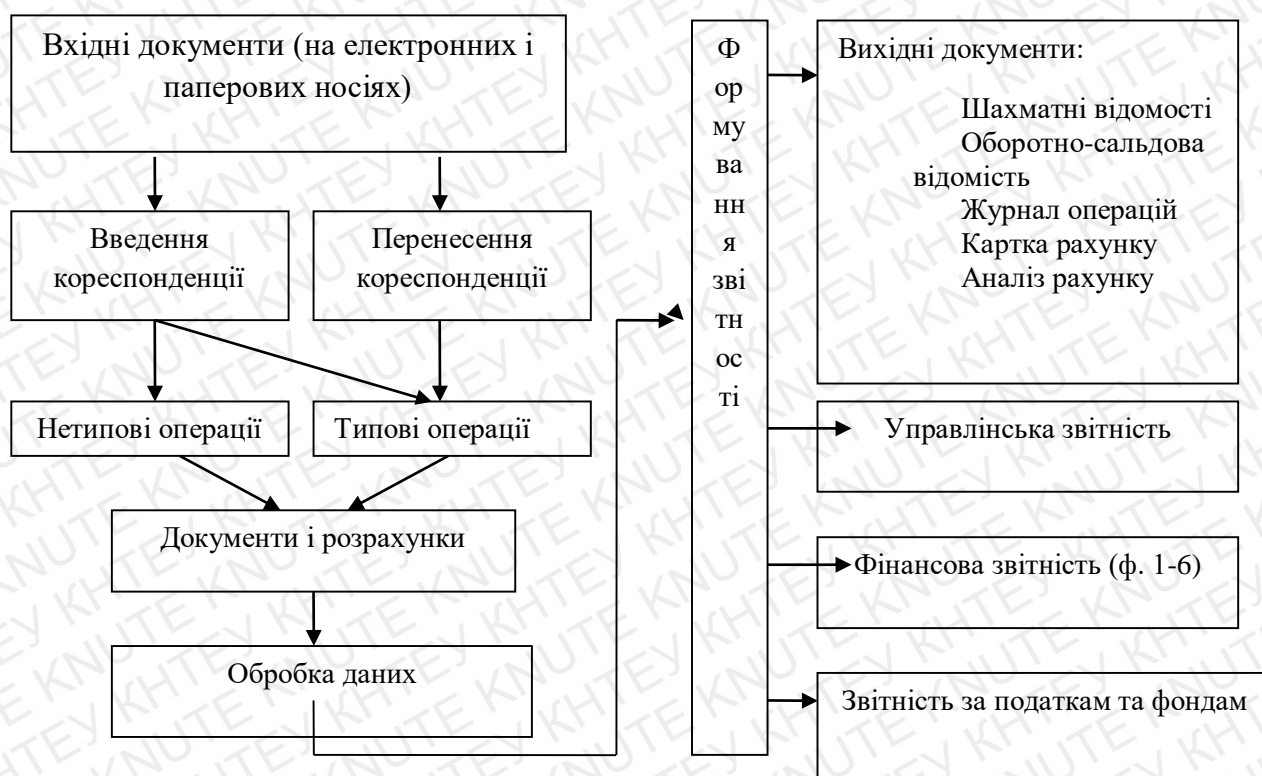 Вхідні документи (на електронних і
паперових носіях)
Введення
кореспонденції
Перенесення
кореспонденції
Нетипові операції
Типові операції
Документи і розрахунки
Обробка даних
Ф
ор
му
ва
нн
я
зві
тн
ос
ті
Вихідні документи:
Шахматні відомості
Оборотно-сальдова
відомість
Журнал операцій
Картка рахунку
Аналіз рахунку
Управлінська звітність
Фінансова звітність (ф. 1-6)
Звітність за податкам та фондам